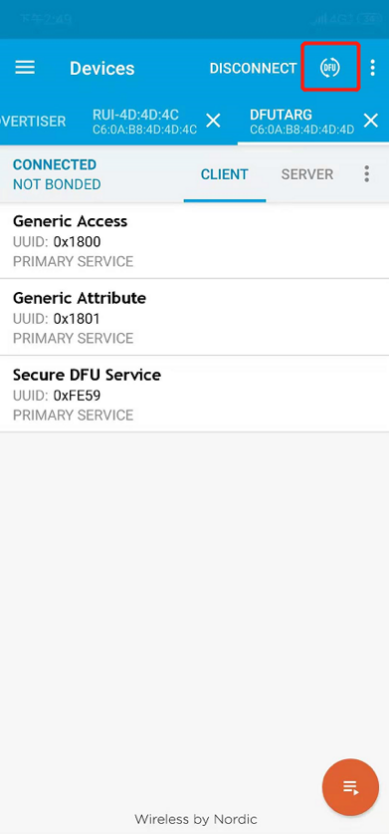 下午2:49
Devices
DISCONNECT
DFU
VERTISER
RUI-4D:4D:4C
C6:0A:B8:4D:4D:4C
DFUTARG
C6:0A:B8:4D:4D:4D
CONNECTED
NOT BONDED
CLIENT
SERVER
Generic Access
UUID: 0x1800
PRIMARY SERVICE
Generic Attribute
UUID: 0x1801
PRIMARY SERVICE
Secure DFU Service
UUID: 0xFE59
PRIMARY SERVICE
Wireless by Nordic